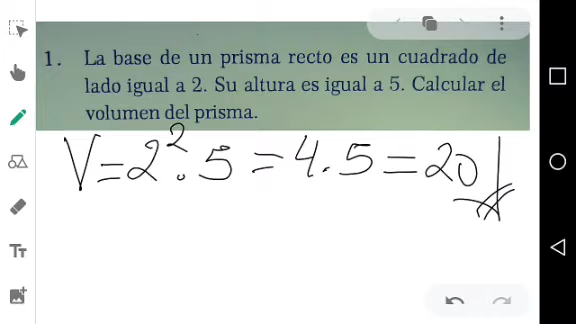 1. La base de un prisma recto es un cuadrado de
lado igual a 2. Su altura es igual a 5. Calcular el
volumen del prisma.
V=2².5=4.5=20
Tт